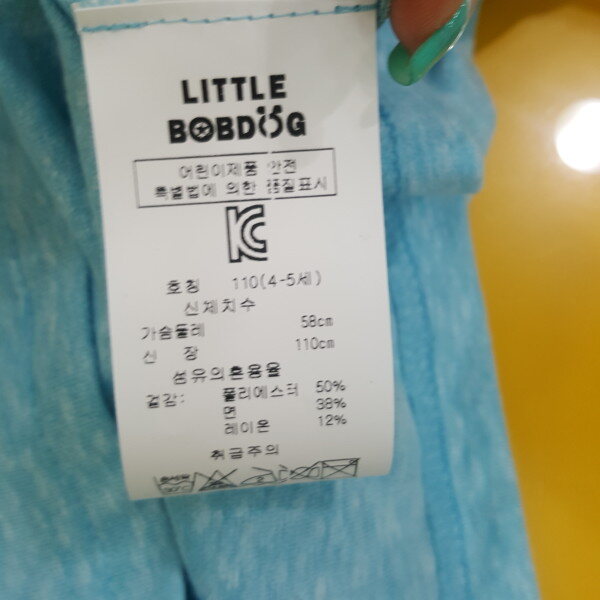 LITTLE
BOBDOG
어린이제품 안전
특별법에 의한 품질표시
KC
호칭 110(4-5세)
신체치수
가슴둘레 58cm
신 장 110cm
섬유의혼용율
겉감: 폴리에스터 50%
면 38%
레이온 12%
취급주의